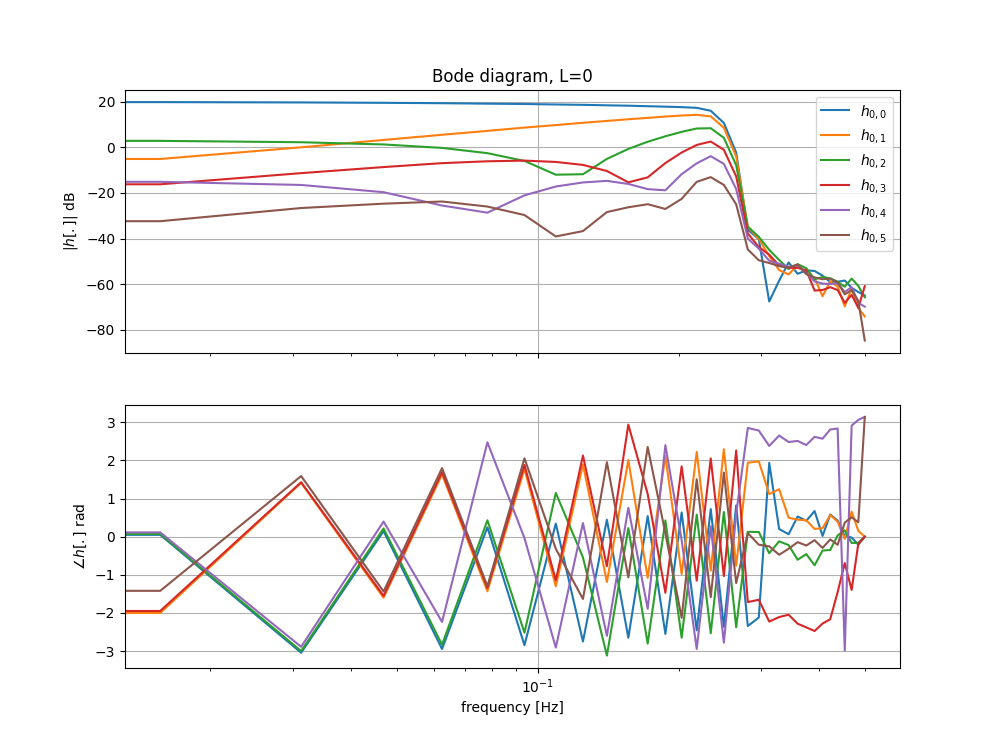 Bode diagram, L=0
|h[.]| dB
20
0
−20
−40
−60
−80
h0,0
h0,1
h0,2
h0,3
h0,4
h0,5
∠h[.] rad
3
2
1
0
−1
−2
−3
10−1
frequency [Hz]